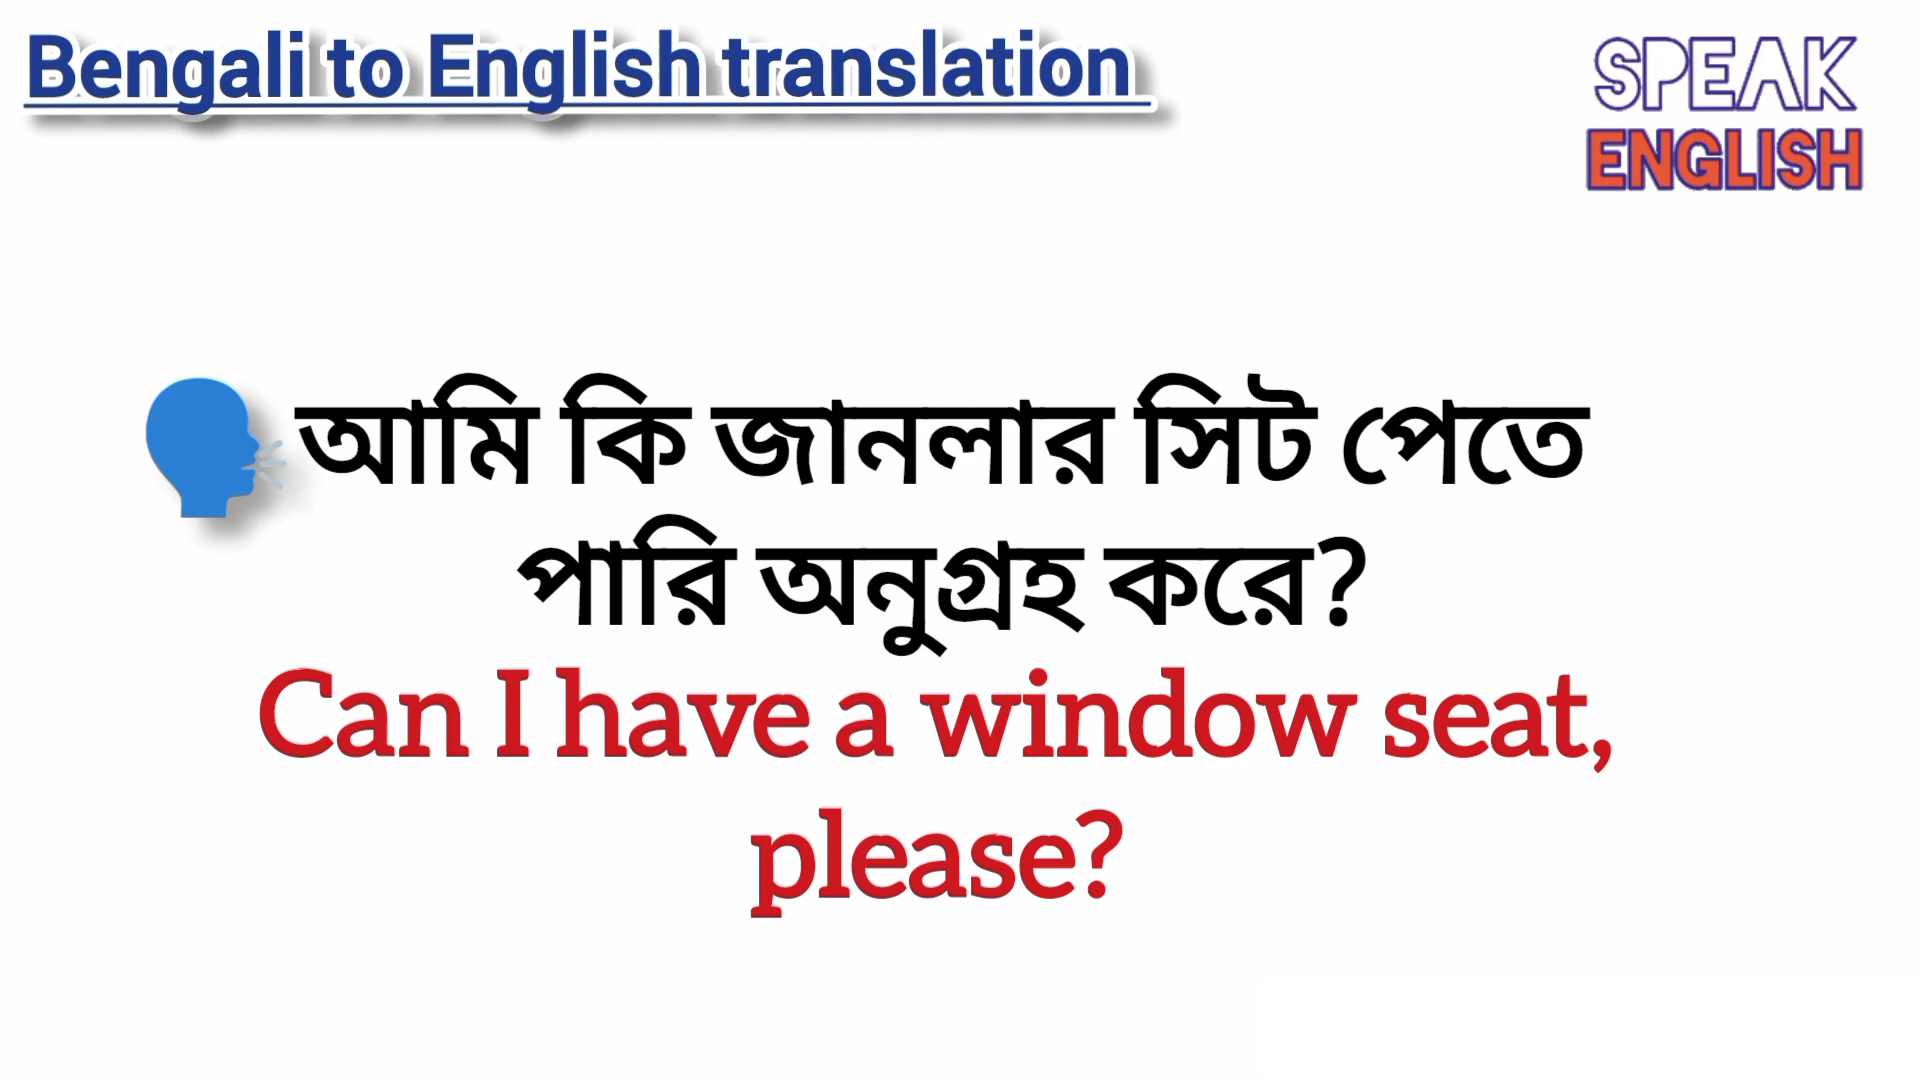 Bengali to English translation
SPEAK
ENGLISH
আমি কি জানলার সিট পেতে
পারি অনুগ্রহ করে?
Can I have a window seat,
please?